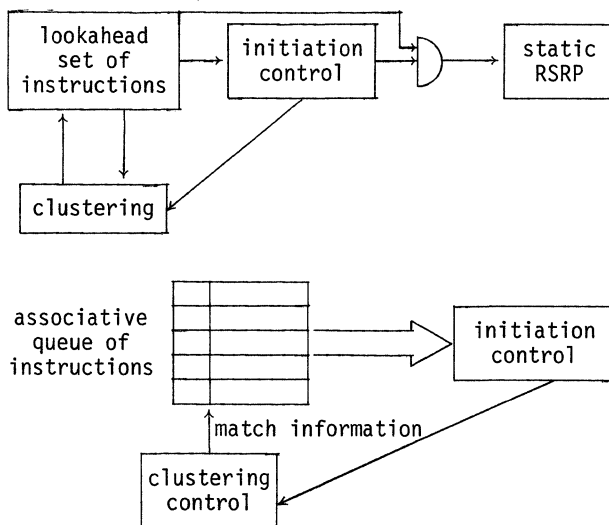 lookahead
set of
instructions
initiation
control
static
RSRP
clustering
associative
queue of
instructions
initiation
control
match information
clustering
control